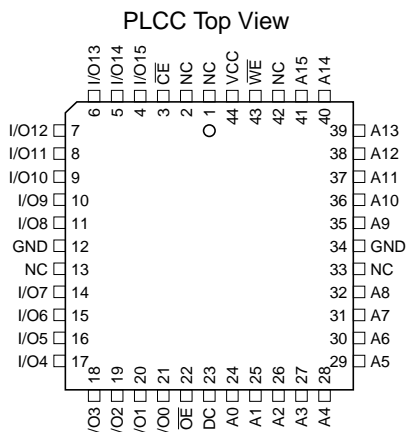 PLCC Top View
I/O13 I/O14 I/O15 C̅E̅ NC NC VCC W̅E̅ NC A15 A14
6 5 4 3 2 1 44 43 42 41 40
I/O12 7 39 A13
I/O11 8 38 A12
I/O10 9 37 A11
I/O9 10 36 A10
I/O8 11 35 A9
GND 12 34 GND
NC 13 33 NC
I/O7 14 32 A8
I/O6 15 31 A7
I/O5 16 30 A6
I/O4 17 29 A5
18 19 20 21 22 23 24 25 26 27 28
I/O3 I/O2 I/O1 I/O0 O̅E̅ DC A0 A1 A2 A3 A4